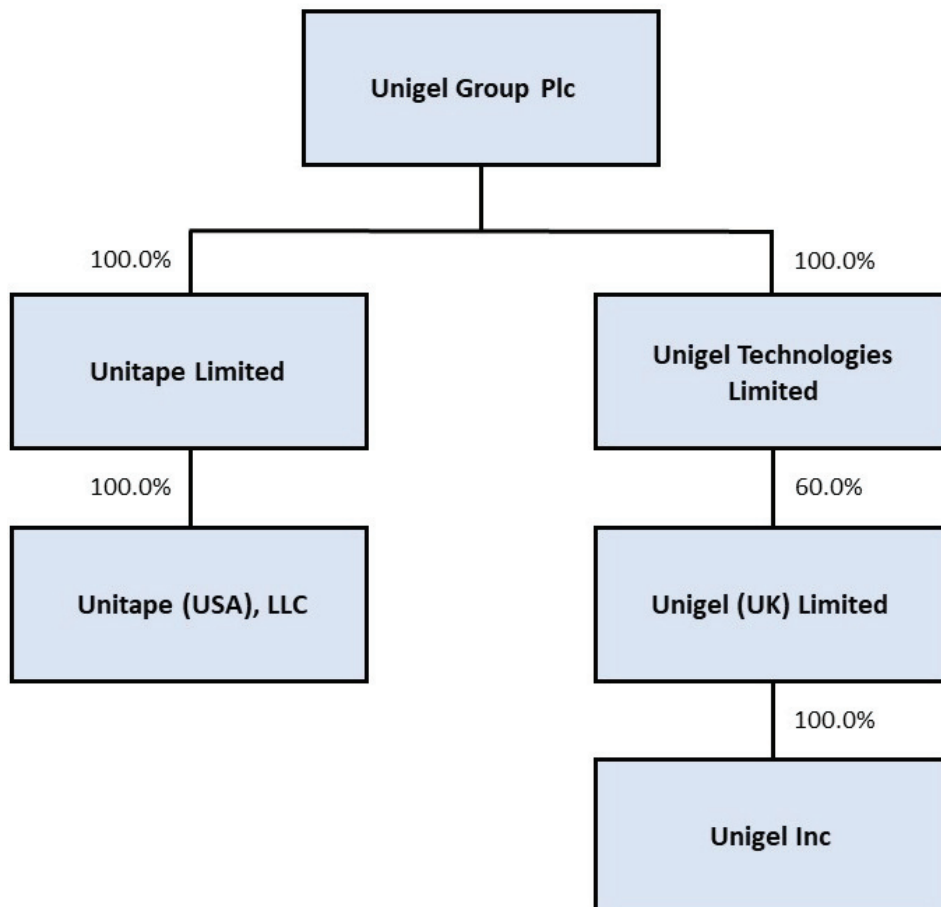 Unigel Group Plc
100.0%
100.0%
Unitape Limited
Unigel Technologies
Limited
100.0%
60.0%
Unitape (USA), LLC
Unigel (UK) Limited
100.0%
Unigel Inc